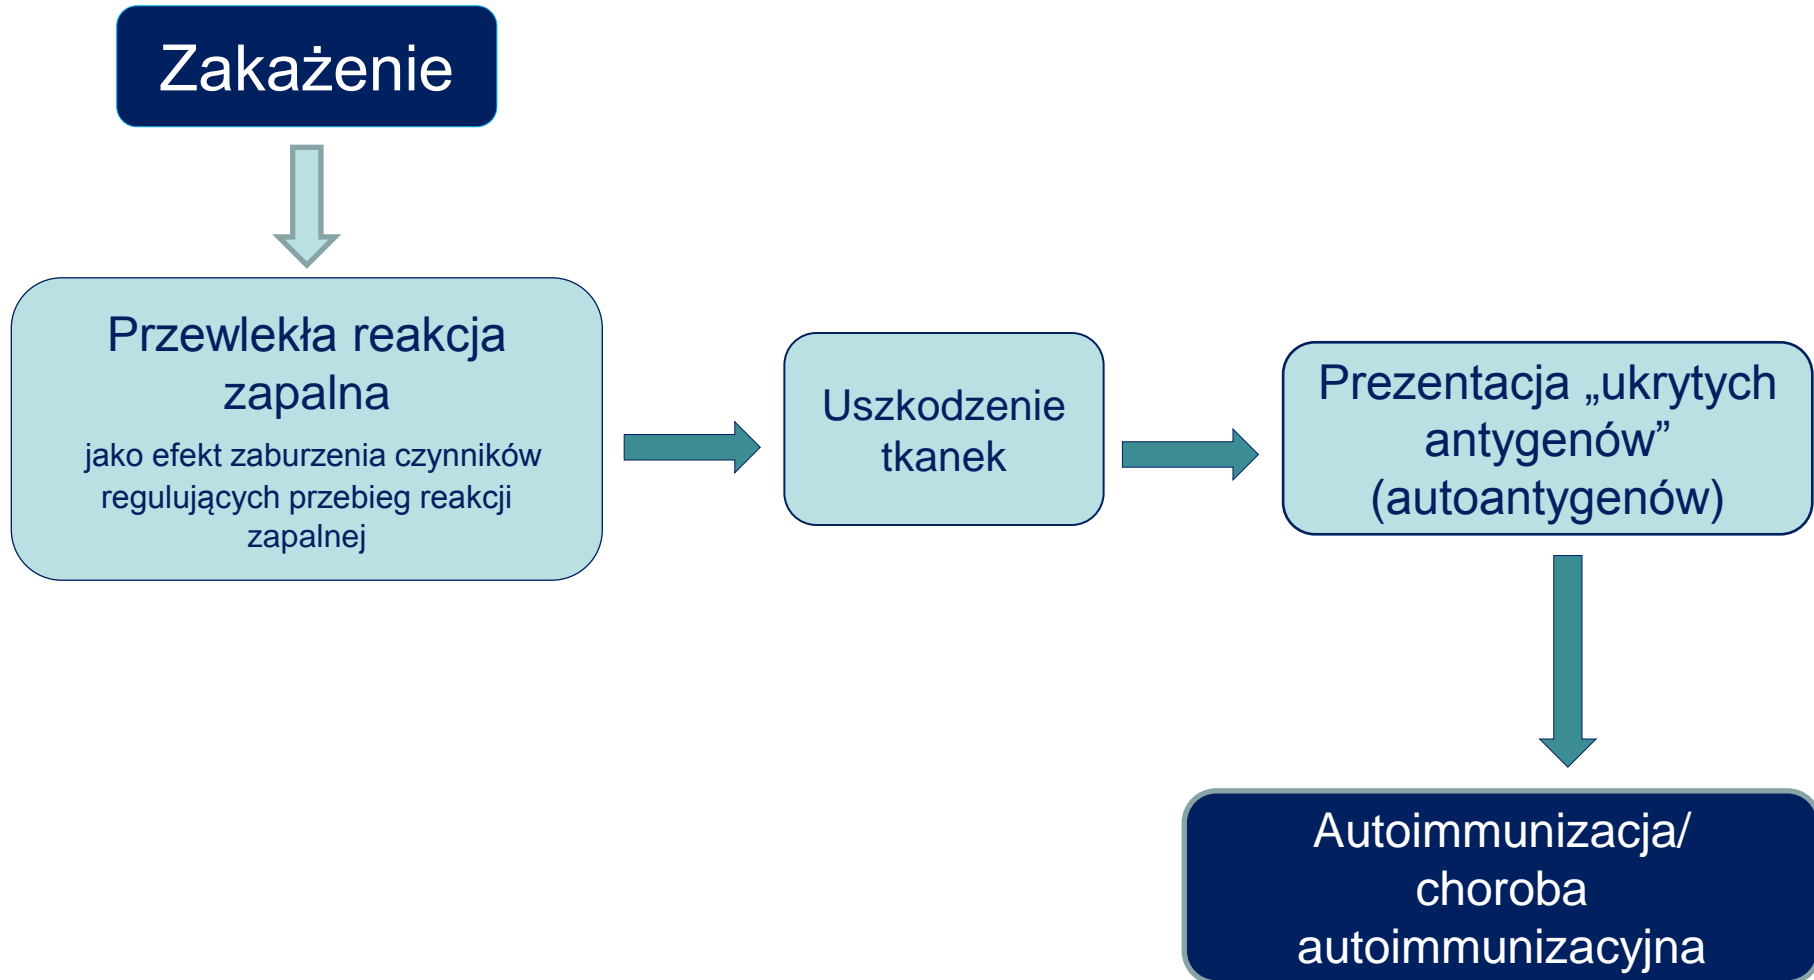 Zakażenie
Przewlekła reakcja
zapalna
jako efekt zaburzenia czynników
regulujących przebieg reakcji
zapalnej
Uszkodzenie
tkanek
Prezentacja „ukrytych
antygenów”
(autoantygenów)
Autoimmunizacja/
choroba
autoimmunizacyjna